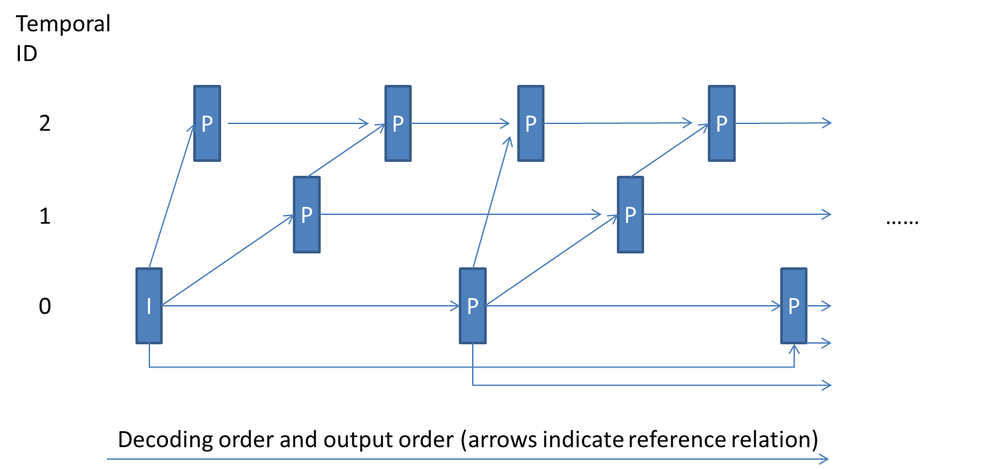 Temporal
ID
2
P P P P
1
P P
……
0
I P P
Decoding order and output order (arrows indicate reference relation)